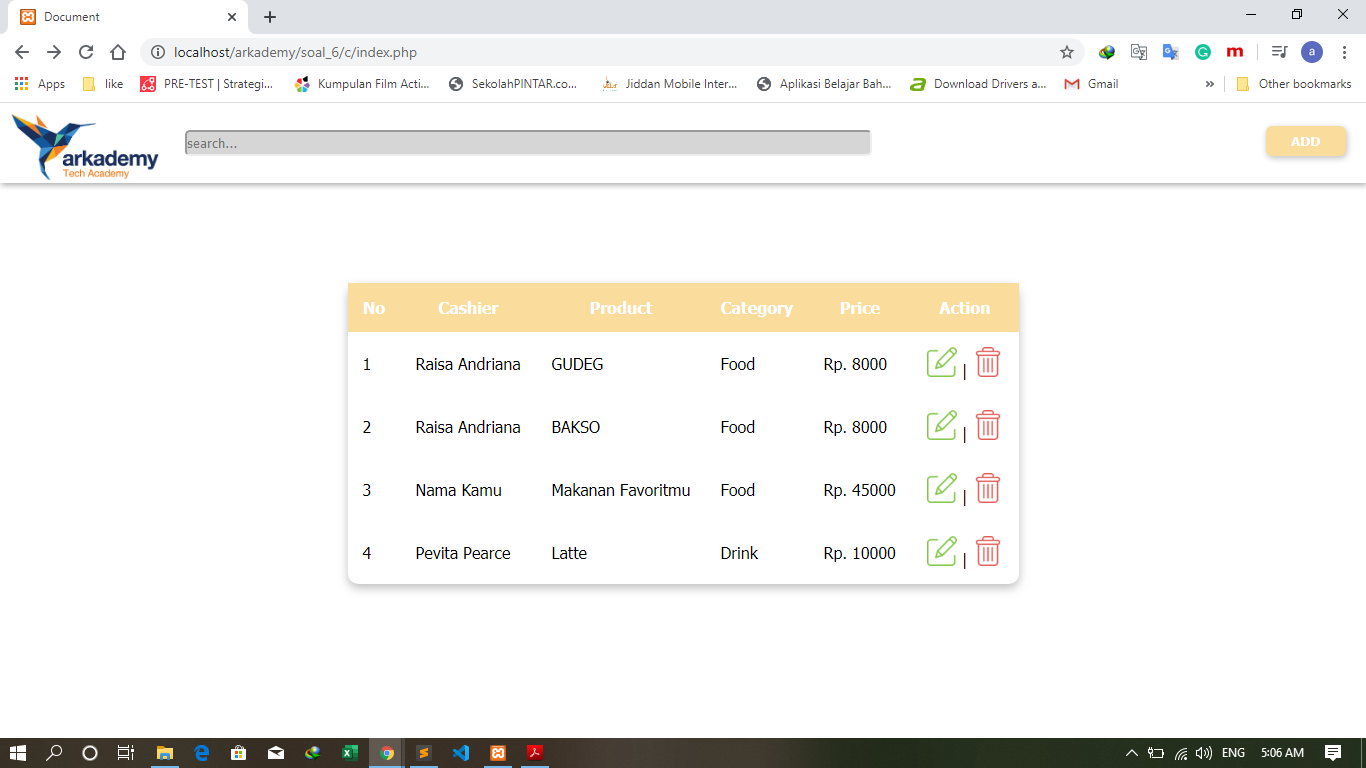 Document
localhost/arkademy/soal_6/c/index.php
a
Apps like PRE-TEST | Strategi... Kumpulan Film Acti... SekolahPINTAR.co... Jiddan Mobile Inter... Aplikasi Belajar Bah... Download Drivers a... Gmail » Other bookmarks
arkademy
Tech Academy
search...
ADD
No Cashier Product Category Price Action
1 Raisa Andriana GUDEG Food Rp. 8000 |
2 Raisa Andriana BAKSO Food Rp. 8000 |
3 Nama Kamu Makanan Favoritmu Food Rp. 45000 |
4 Pevita Pearce Latte Drink Rp. 10000 |
ENG 5:06 AM